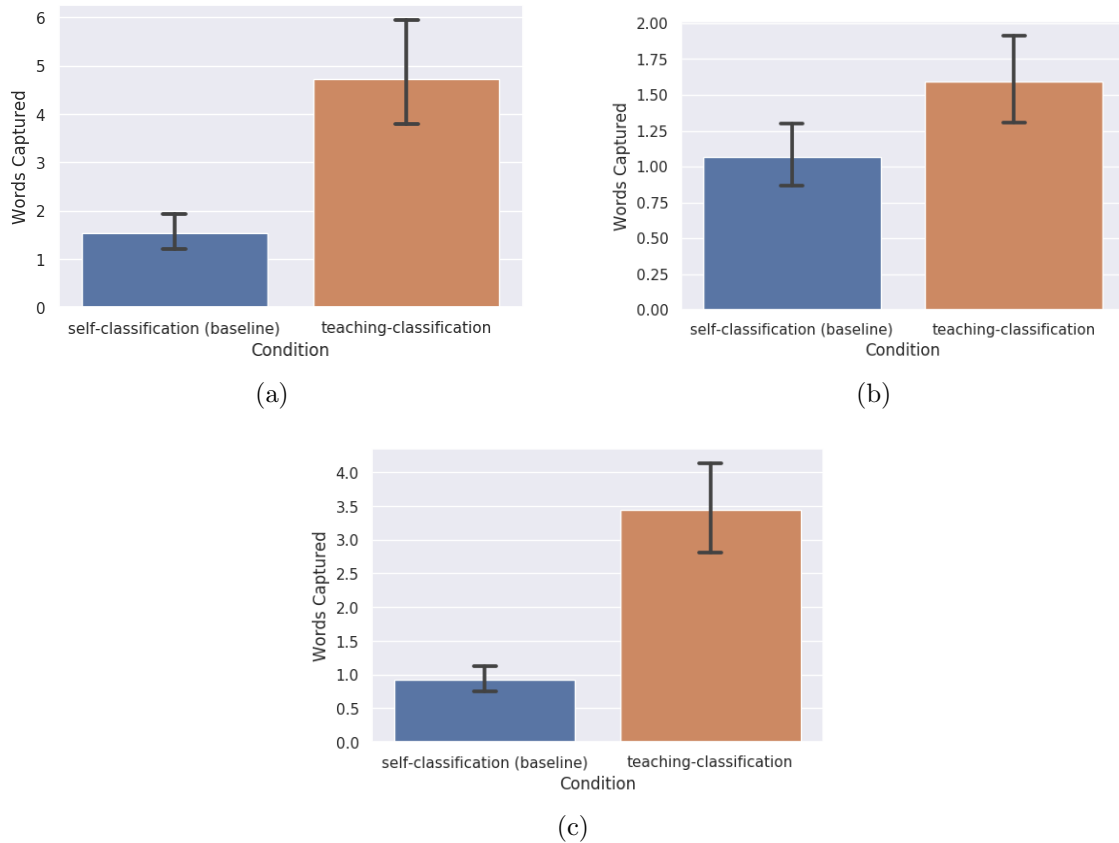 6
5
4
3
2
1
0
Words Captured
self-classification (baseline)
teaching-classification
Condition
(a)
2.00
1.75
1.50
1.25
1.00
0.75
0.50
0.25
0.00
Words Captured
self-classification (baseline)
teaching-classification
Condition
(b)
4.0
3.5
3.0
2.5
2.0
1.5
1.0
0.5
0.0
Words Captured
self-classification (baseline)
teaching-classification
Condition
(c)